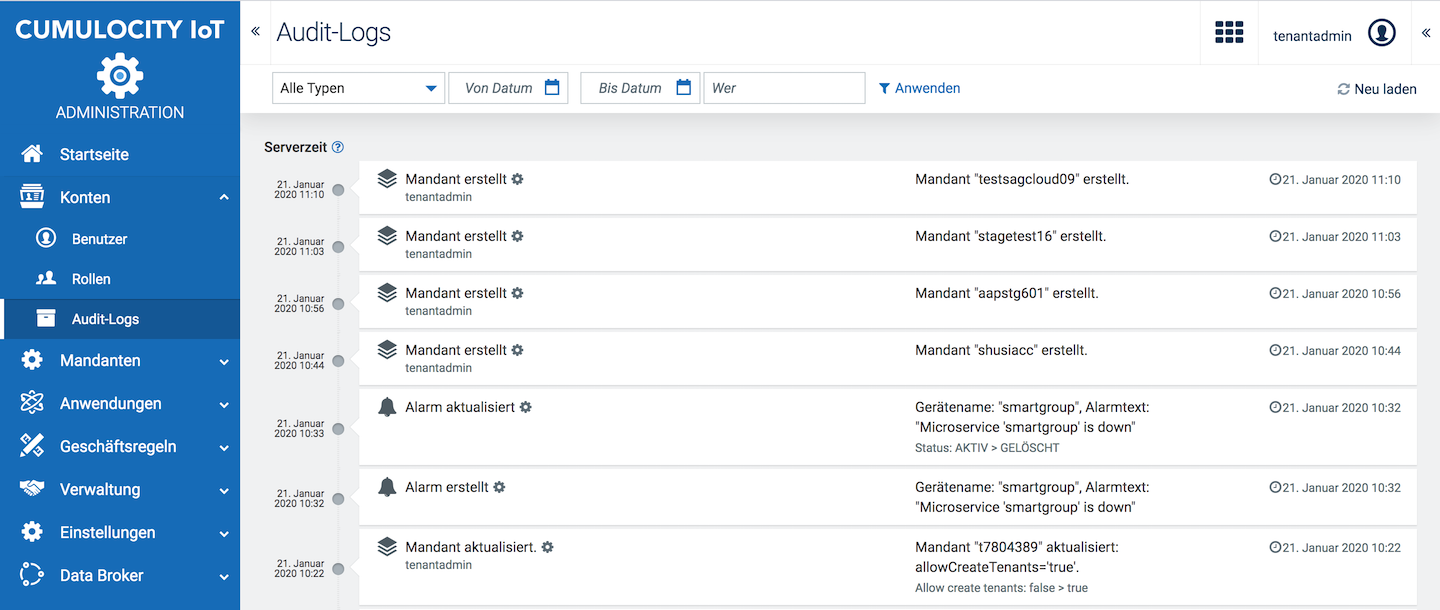 CUMULOCITY IoT
ADMINISTRATION
Startseite
Konten
Benutzer
Rollen
Audit-Logs
Mandanten
Anwendungen
Geschäftsregeln
Verwaltung
Einstellungen
Data Broker
Audit-Logs
tenantadmin
Alle Typen
Von Datum
Bis Datum
Wer
Anwenden
Neu laden
Serverzeit
21. Januar
2020 11:10
Mandant erstellt
tenantadmin
Mandant "testsagcloud09" erstellt.
21. Januar 2020 11:10
21. Januar
2020 11:03
Mandant erstellt
tenantadmin
Mandant "stagetest16" erstellt.
21. Januar 2020 11:03
21. Januar
2020 10:56
Mandant erstellt
tenantadmin
Mandant "aapstg601" erstellt.
21. Januar 2020 10:56
21. Januar
2020 10:44
Mandant erstellt
tenantadmin
Mandant "shusiacc" erstellt.
21. Januar 2020 10:44
21. Januar
2020 10:33
Alarm aktualisiert
Gerätename: "smartgroup", Alarmtext:
"Microservice 'smartgroup' is down"
Status: AKTIV > GELÖSCHT
21. Januar 2020 10:32
21. Januar
2020 10:32
Alarm erstellt
Gerätename: "smartgroup", Alarmtext:
"Microservice 'smartgroup' is down"
21. Januar 2020 10:32
21. Januar
2020 10:22
Mandant aktualisiert.
tenantadmin
Mandant "t7804389" aktualisiert:
allowCreateTenants='true'.
Allow create tenants: false > true
21. Januar 2020 10:22